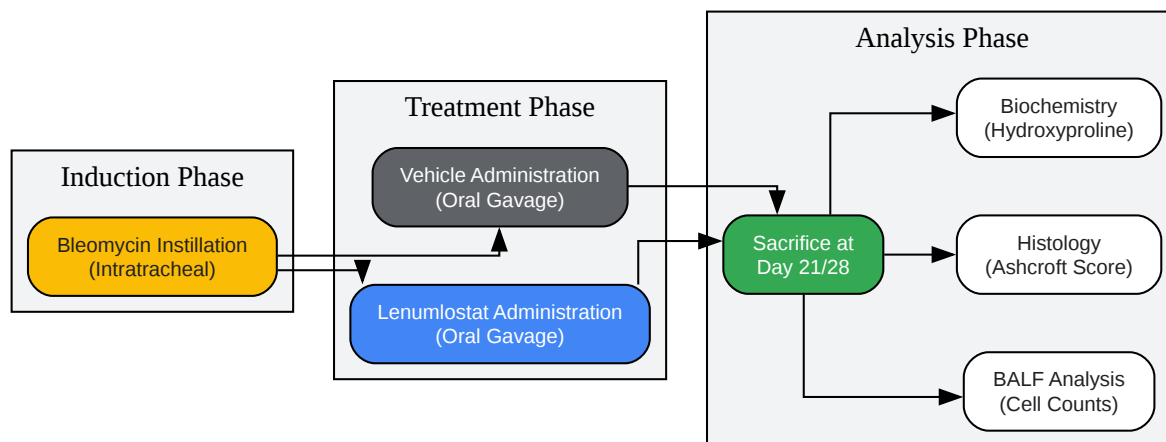 Induction Phase
Bleomycin Instillation
(Intratracheal)
Treatment Phase
Vehicle Administration
(Oral Gavage)
Lenumlostat Administration
(Oral Gavage)
Analysis Phase
Sacrifice at
Day 21/28
Biochemistry
(Hydroxyproline)
Histology
(Ashcroft Score)
BALF Analysis
(Cell Counts)